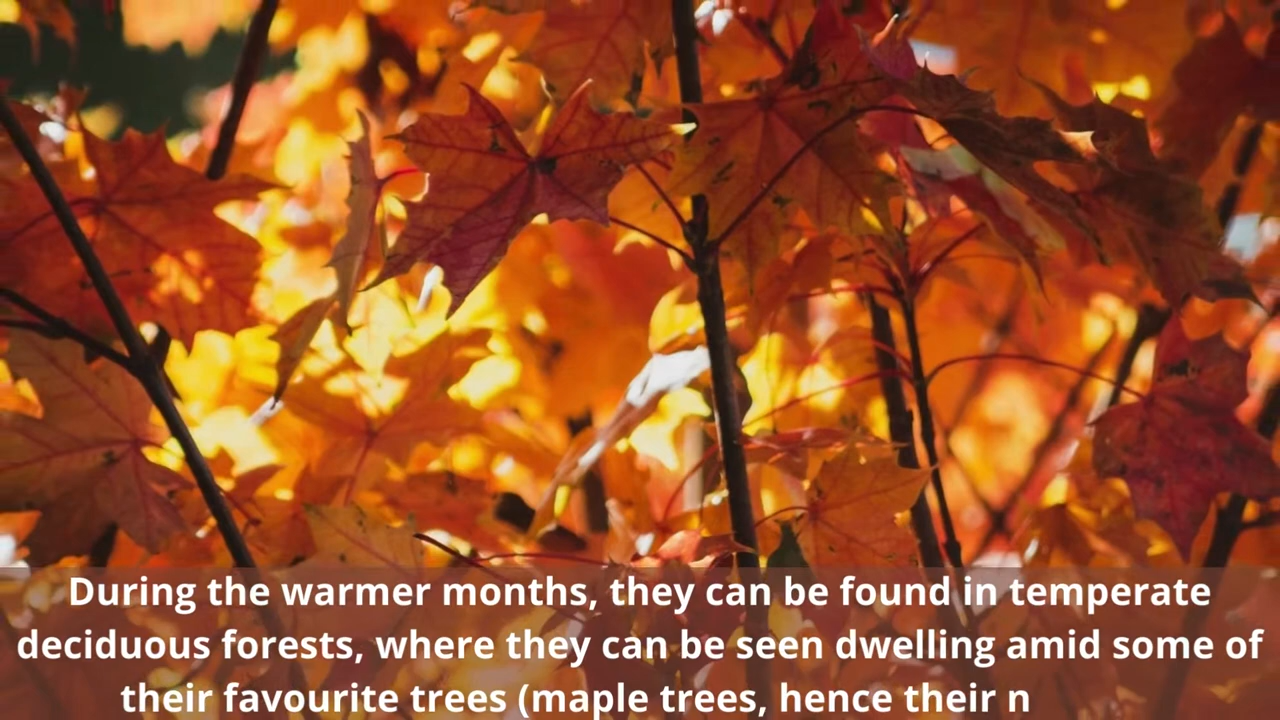 During the warmer months, they can be found in temperate
deciduous forests, where they can be seen dwelling amid some of
their favourite trees (maple trees, hence their n